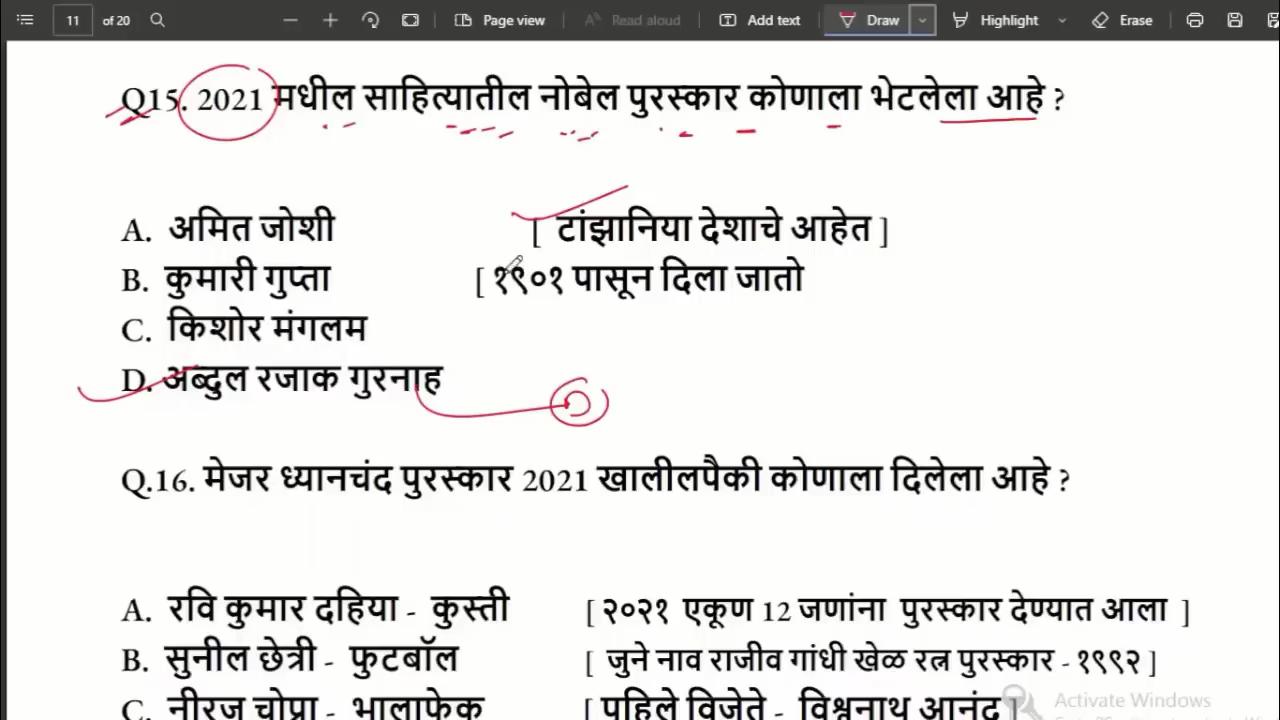 11 of 20 Page view Read aloud Add text Draw Highlight Erase
Q15. 2021 मधील साहित्यातील नोबेल पुरस्कार कोणाला भेटलेला आहे ?
A. अमित जोशी [ टांझानिया देशाचे आहेत ]
B. कुमारी गुप्ता [ १९०१ पासून दिला जातो
C. किशोर मंगलम
D. अब्दुल रजाक गुरनाह
Q.16. मेजर ध्यानचंद पुरस्कार 2021 खालीलपैकी कोणाला दिलेला आहे ?
A. रवि कुमार दहिया - कुस्ती [ २०२१ एकूण 12 जणांना पुरस्कार देण्यात आला ]
B. सुनील छेत्री - फुटबॉल [ जुने नाव राजीव गांधी खेळ रत्न पुरस्कार - १९९२ ]
C. नीरज चोप्रा - भालाफेक [ पहिले विजेते - विश्वनाथ आनंद ]
Activate Windows